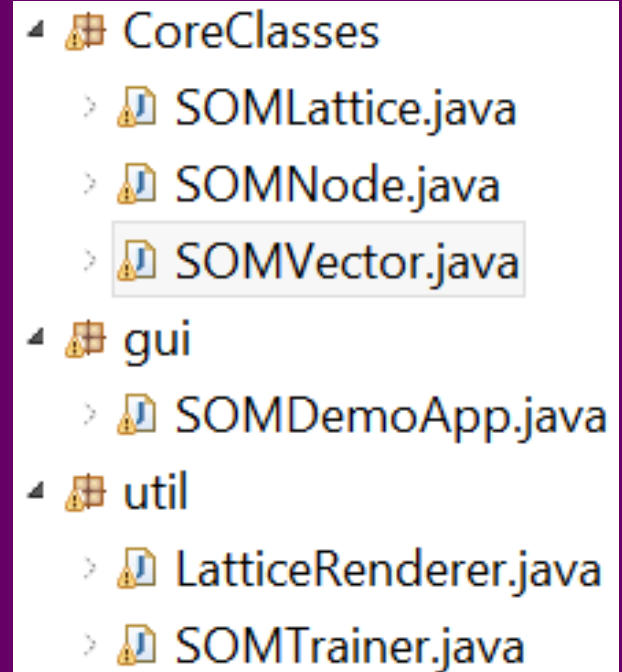 CoreClasses
SOMLattice.java
SOMNode.java
SOMVector.java
gui
SOMDemoApp.java
util
LatticeRenderer.java
SOMTrainer.java